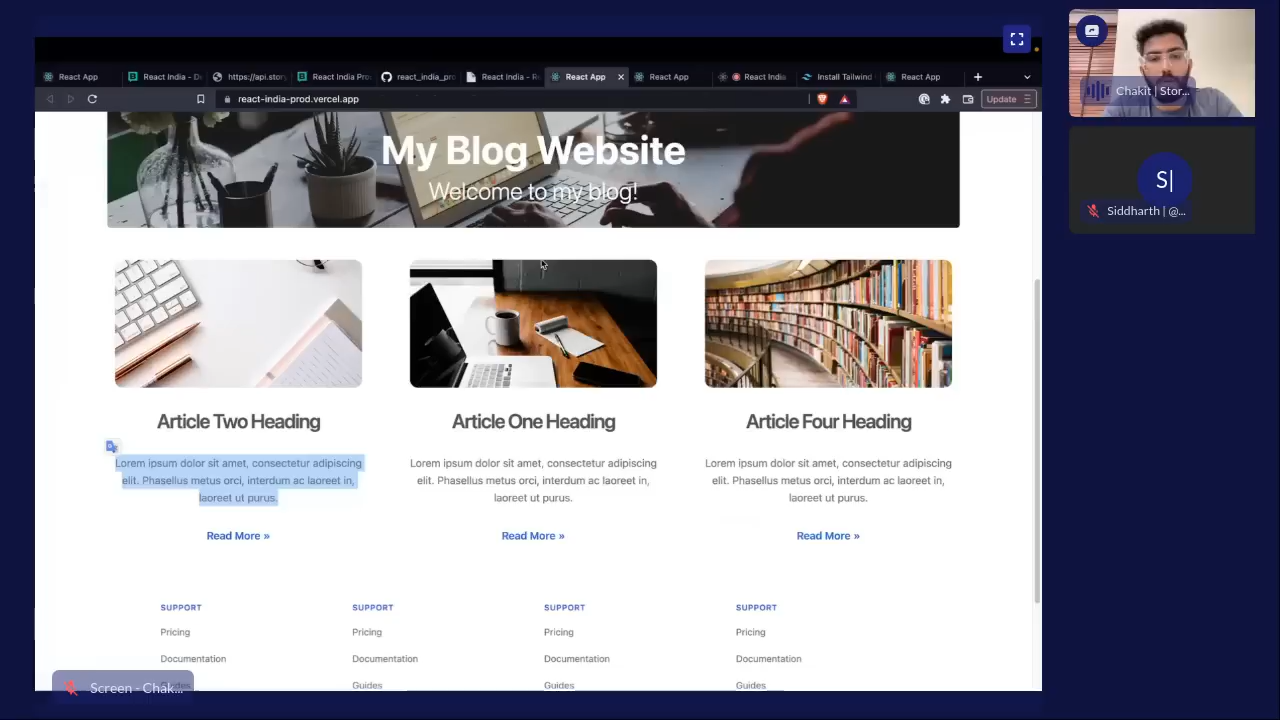 React App
React India - De
https://api.stor
React India Pro
react_india_pro
React India - Re
React App
React App
React India
Install Tailwind
React App
react-india-prod.vercel.app
Update
My Blog Website
Welcome to my blog!
Article Two Heading
Article One Heading
Article Four Heading
Lorem ipsum dolor sit amet, consectetur adipiscing
elit. Phasellus metus orci, interdum ac laoreet in,
laoreet ut purus.
Lorem ipsum dolor sit amet, consectetur adipiscing
elit. Phasellus metus orci, interdum ac laoreet in,
laoreet ut purus.
Lorem ipsum dolor sit amet, consectetur adipiscing
elit. Phasellus metus orci, interdum ac laoreet in,
laoreet ut purus.
Read More »
Read More »
Read More »
SUPPORT
SUPPORT
SUPPORT
SUPPORT
Pricing
Pricing
Pricing
Pricing
Documentation
Documentation
Documentation
Documentation
Guides
Guides
Guides
Guides
Screen - Chak...
Chakit | Stor...
S|
Siddharth | @...